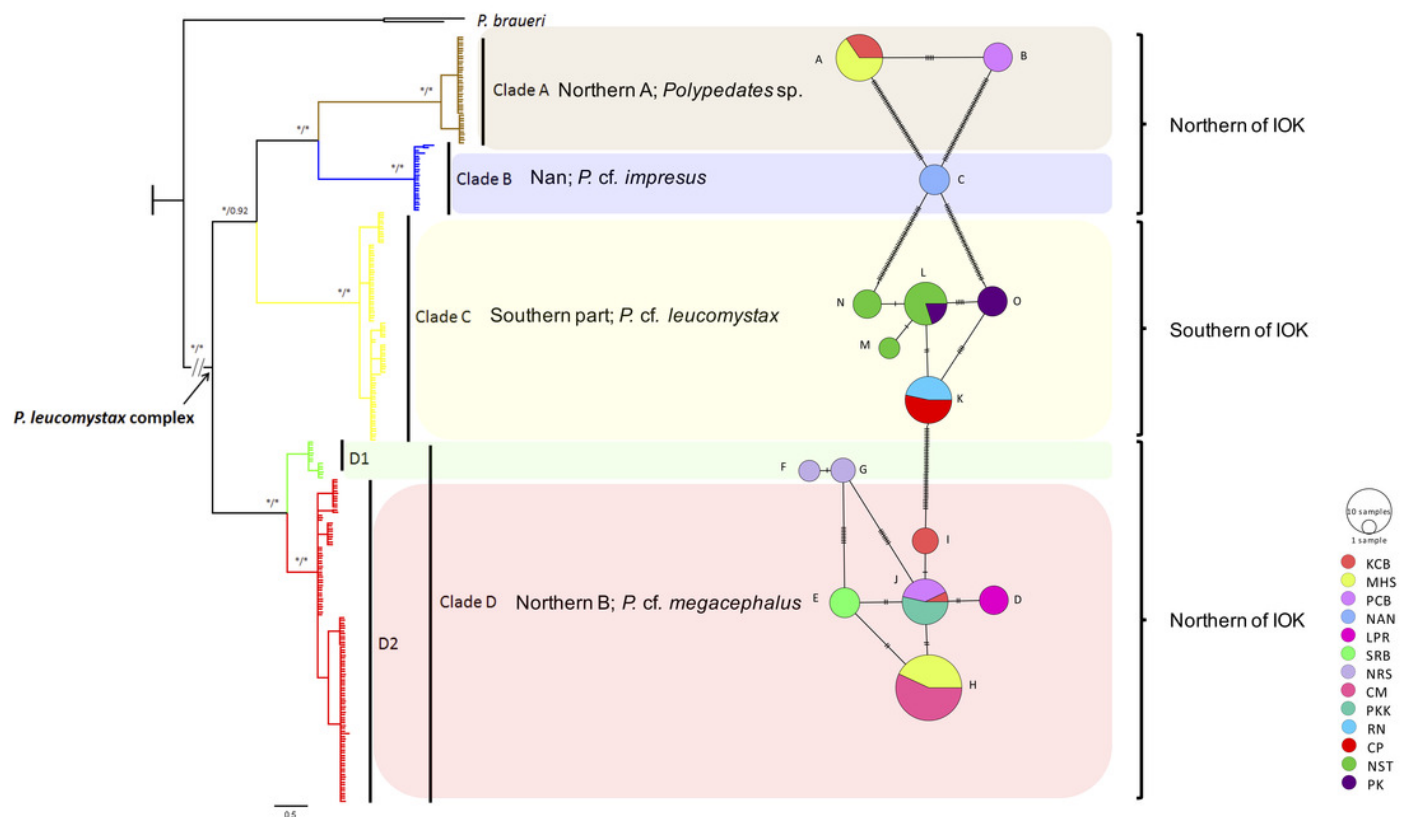 P. braueri
*/*
Clade A Northern A; Polypedates sp.
A
B
Northern of IOK
*/*
*/*
Clade B Nan; P. cf. impresus
C
*/0.92
*/*
Clade C Southern part; P. cf. leucomystax
L
N
O
M
K
Southern of IOK
*/*
P. leucomystax complex
D1
F
G
*/*
*/*
I
J
E
D
Clade D Northern B; P. cf. megacephalus
D2
H
Northern of IOK
0.5
10 samples
1 sample
KCB
MHS
PCB
NAN
LPR
SRB
NRS
CM
PKK
RN
CP
NST
PK